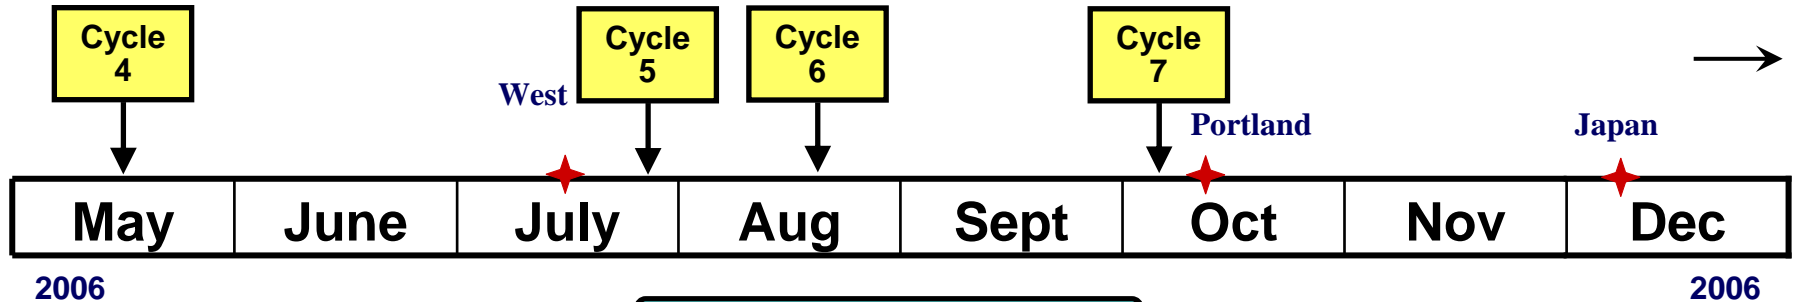 Cycle
4
Cycle
5
Cycle
6
Cycle
7
West
Portland
Japan
May June July Aug Sept Oct Nov Dec
2006 2006